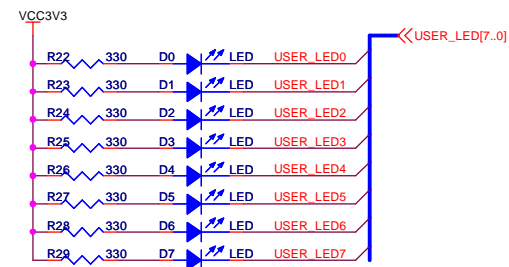 VCC3V3
USER_LED[7..0]
R22 330 D0 LED USER_LED0
R23 330 D1 LED USER_LED1
R24 330 D2 LED USER_LED2
R25 330 D3 LED USER_LED3
R26 330 D4 LED USER_LED4
R27 330 D5 LED USER_LED5
R28 330 D6 LED USER_LED6
R29 330 D7 LED USER_LED7